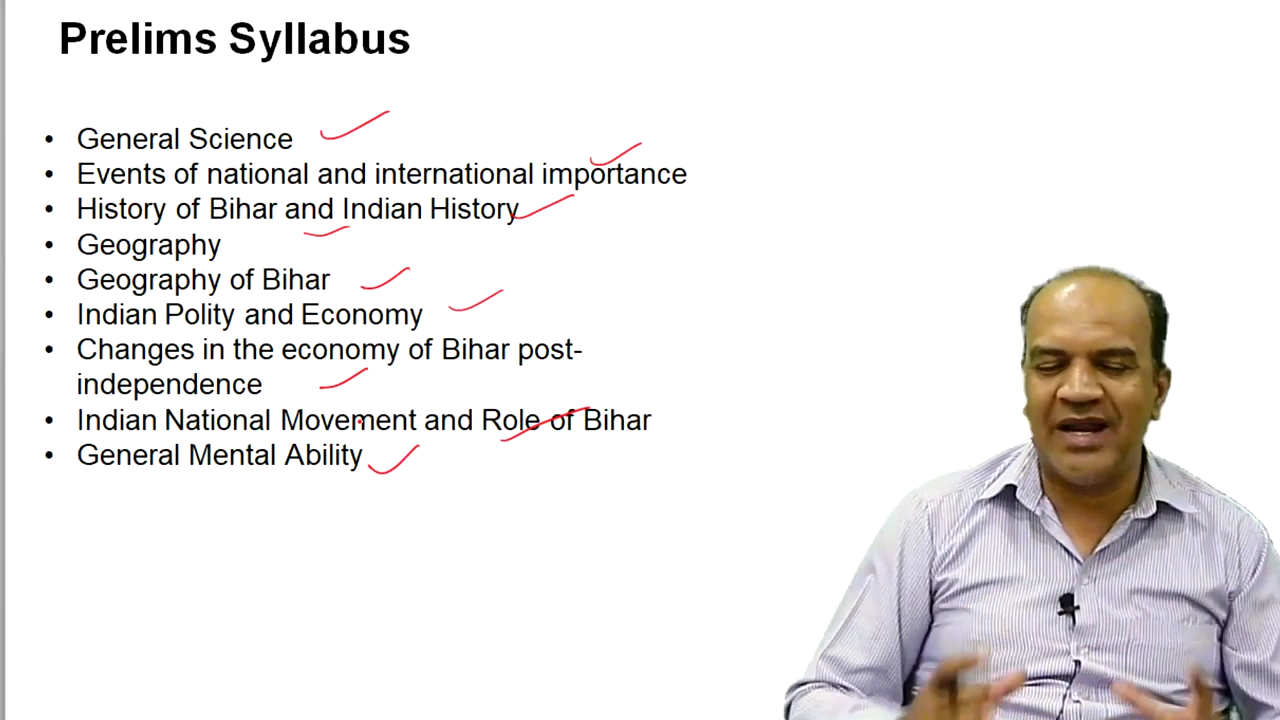 Prelims Syllabus
• General Science
• Events of national and international importance
• History of Bihar and Indian History
• Geography
• Geography of Bihar
• Indian Polity and Economy
• Changes in the economy of Bihar post-
independence
• Indian National Movement and Role of Bihar
• General Mental Ability